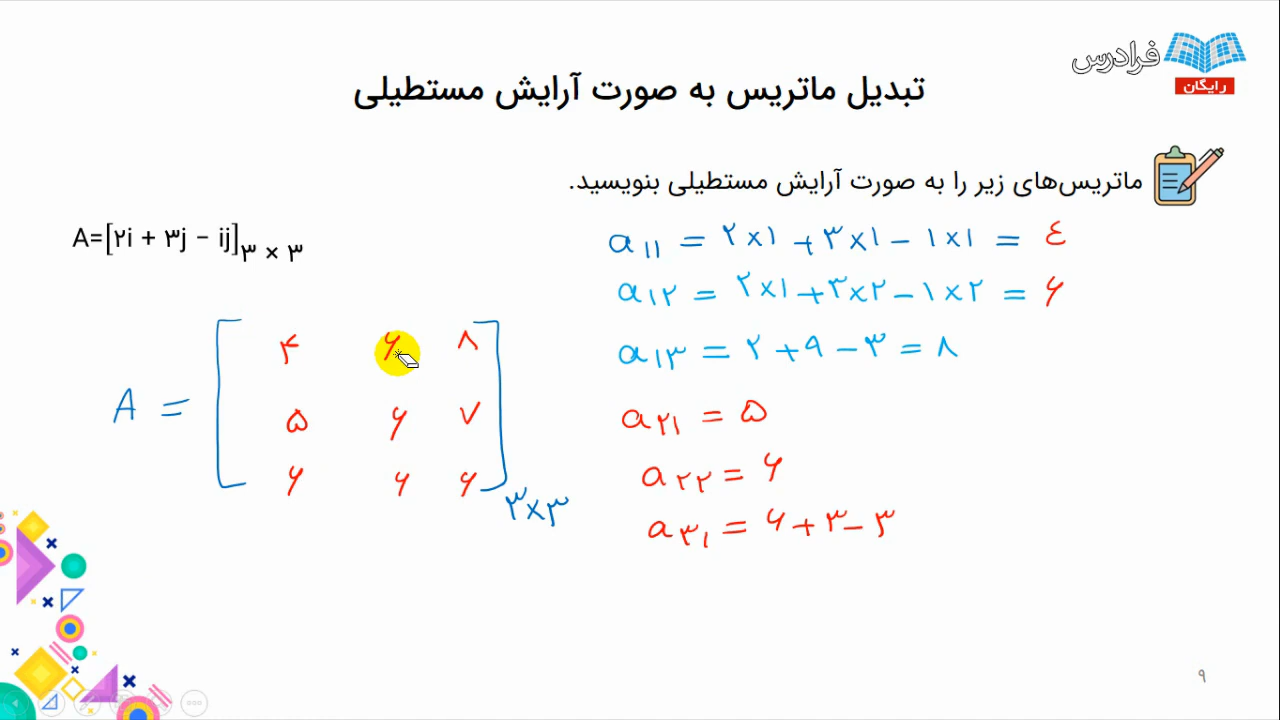 فرادرس
رایگان
تبدیل ماتریس به صورت آرایش مستطیلی
ماتریس‌های زیر را به صورت آرایش مستطیلی بنویسید.
A=[۲i + ۳j − ij]۳ × ۳
a۱۱ = ۲×۱ + ۳×۱ − ۱×۱ = ٤
a۱۲ = ۲×۱ + ۳×۲ − ۱×۲ = ۶
a۱۳ = ۲ + ۹ − ۳ = ۸
a۲۱ = ۵
a۲۲ = ۶
a۳۱ = ۶ + ۳ − ۳
۴ ۶ ۸
A = ۵ ۶ ۷
۶ ۶ ۶
۳×۳
۹